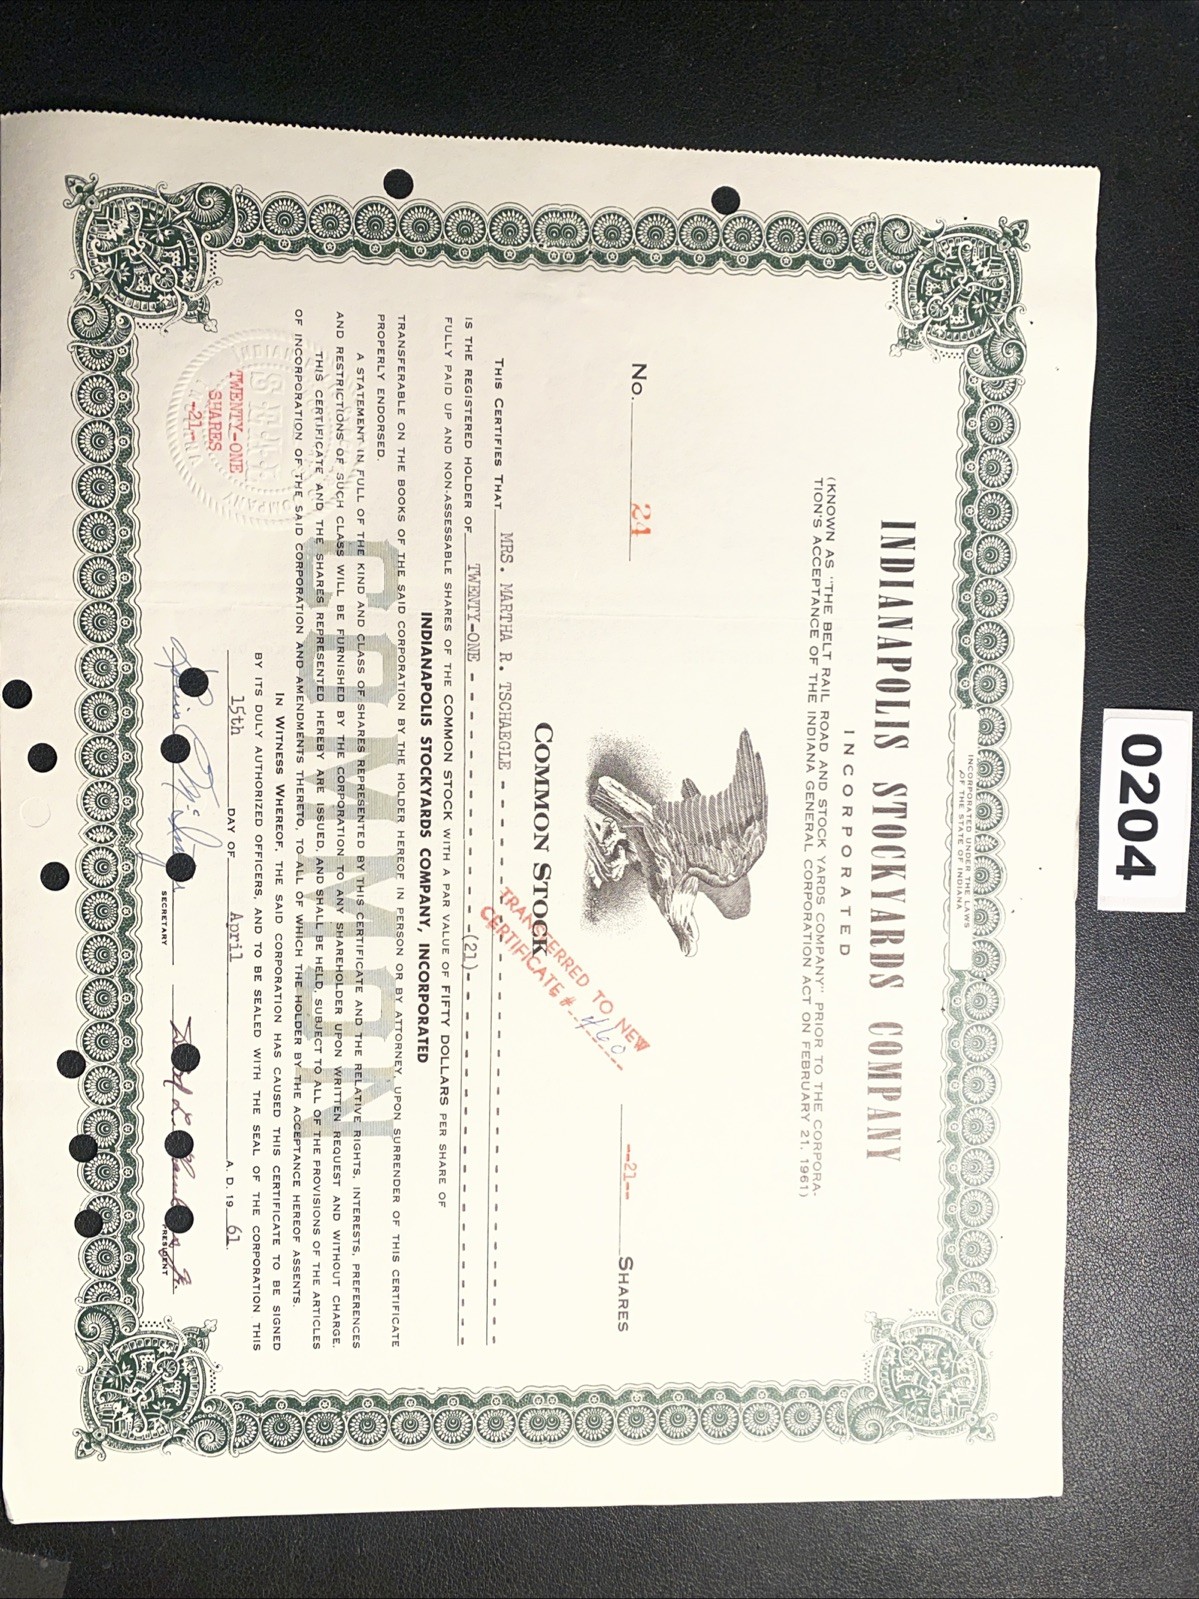 0204
INCORPORATED UNDER THE LAWS
OF THE STATE OF INDIANA
INDIANAPOLIS STOCKYARDS COMPANY
INCORPORATED
(KNOWN AS "THE BELT RAIL ROAD AND STOCK YARDS COMPANY" PRIOR TO THE CORPORA-
TION'S ACCEPTANCE OF THE INDIANA GENERAL CORPORATION ACT ON FEBRUARY 21, 1961)
No. 24
--21-- SHARES
COMMON STOCK
TRANSFERRED TO NEW
CERTIFICATE # 460
THIS CERTIFIES THAT MRS. MARTHA R. TSCHAEGLE
IS THE REGISTERED HOLDER OF TWENTY-ONE - - - - - - - - - - - -(21)- - - - - - - - - - - - - -
FULLY PAID UP AND NON-ASSESSABLE SHARES OF THE COMMON STOCK WITH A PAR VALUE OF FIFTY DOLLARS PER SHARE OF
INDIANAPOLIS STOCKYARDS COMPANY, INCORPORATED
TRANSFERABLE ON THE BOOKS OF THE SAID CORPORATION BY THE HOLDER HEREOF IN PERSON OR BY ATTORNEY, UPON SURRENDER OF THIS CERTIFICATE
PROPERLY ENDORSED.
A STATEMENT IN FULL OF THE KIND AND CLASS OF SHARES REPRESENTED BY THIS CERTIFICATE AND THE RELATIVE RIGHTS, INTERESTS, PREFERENCES
AND RESTRICTIONS OF SUCH CLASS WILL BE FURNISHED BY THE CORPORATION TO ANY SHAREHOLDER UPON WRITTEN REQUEST AND WITHOUT CHARGE.
THIS CERTIFICATE AND THE SHARES REPRESENTED HEREBY ARE ISSUED, AND SHALL BE HELD, SUBJECT TO ALL OF THE PROVISIONS OF THE ARTICLES
OF INCORPORATION OF THE SAID CORPORATION AND AMENDMENTS THERETO, TO ALL OF WHICH THE HOLDER BY THE ACCEPTANCE HEREOF ASSENTS.
COMMON
IN WITNESS WHEREOF, THE SAID CORPORATION HAS CAUSED THIS CERTIFICATE TO BE SIGNED
BY ITS DULY AUTHORIZED OFFICERS, AND TO BE SEALED WITH THE SEAL OF THE CORPORATION THIS
15th DAY OF April A. D. 19 61.
TWENTY-ONE
SHARES
-21-
SECRETARY
PRESIDENT